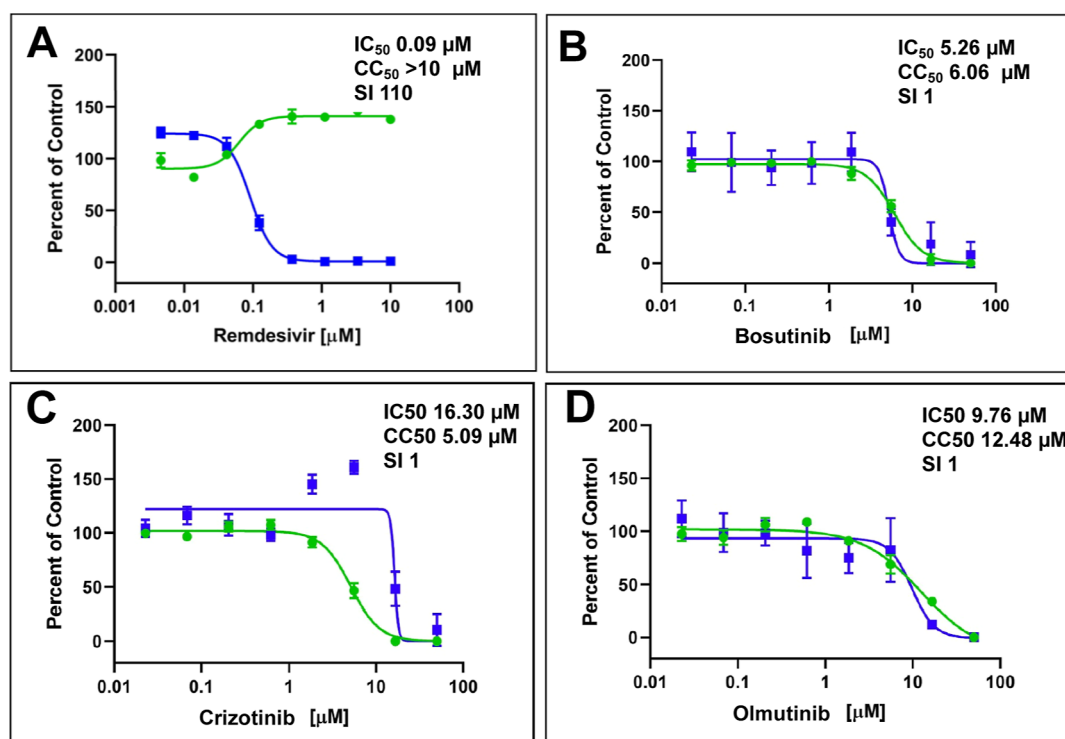 A
IC₅₀ 0.09 µM
CC₅₀ >10 µM
SI 110
Percent of Control
200
150
100
50
0
0.001 0.01 0.1 1 10 100
Remdesivir [µM]
B
IC₅₀ 5.26 µM
CC₅₀ 6.06 µM
SI 1
Percent of Control
200
150
100
50
0
0.01 0.1 1 10 100
Bosutinib [µM]
C
IC50 16.30 µM
CC50 5.09 µM
SI 1
Percent of Control
200
150
100
50
0
0.01 0.1 1 10 100
Crizotinib [µM]
D
IC50 9.76 µM
CC50 12.48 µM
SI 1
Percent of Control
200
150
100
50
0
0.01 0.1 1 10 100
Olmutinib [µM]